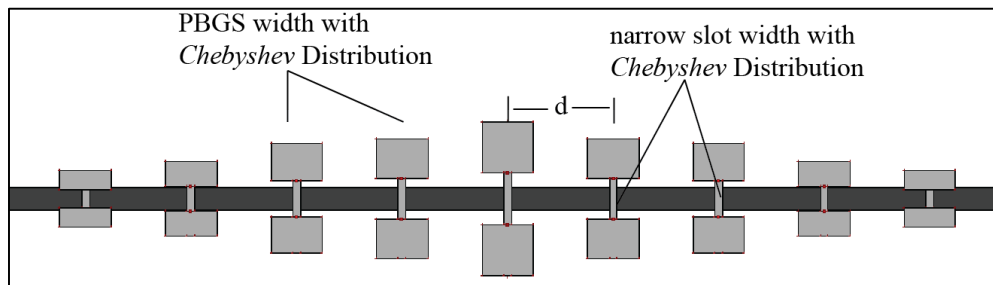 PBGS width with
Chebyshev Distribution
narrow slot width with
Chebyshev Distribution
d